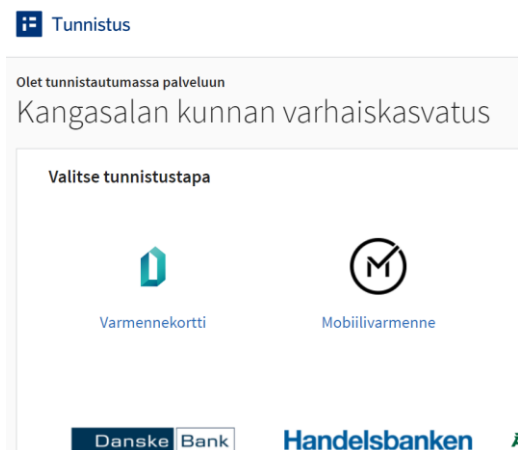 Tunnistus
Olet tunnistautumassa palveluun
Kangasalan kunnan varhaiskasvatus
Valitse tunnistustapa
Varmennekortti
Mobiilivarmenne
Danske Bank
Handelsbanken